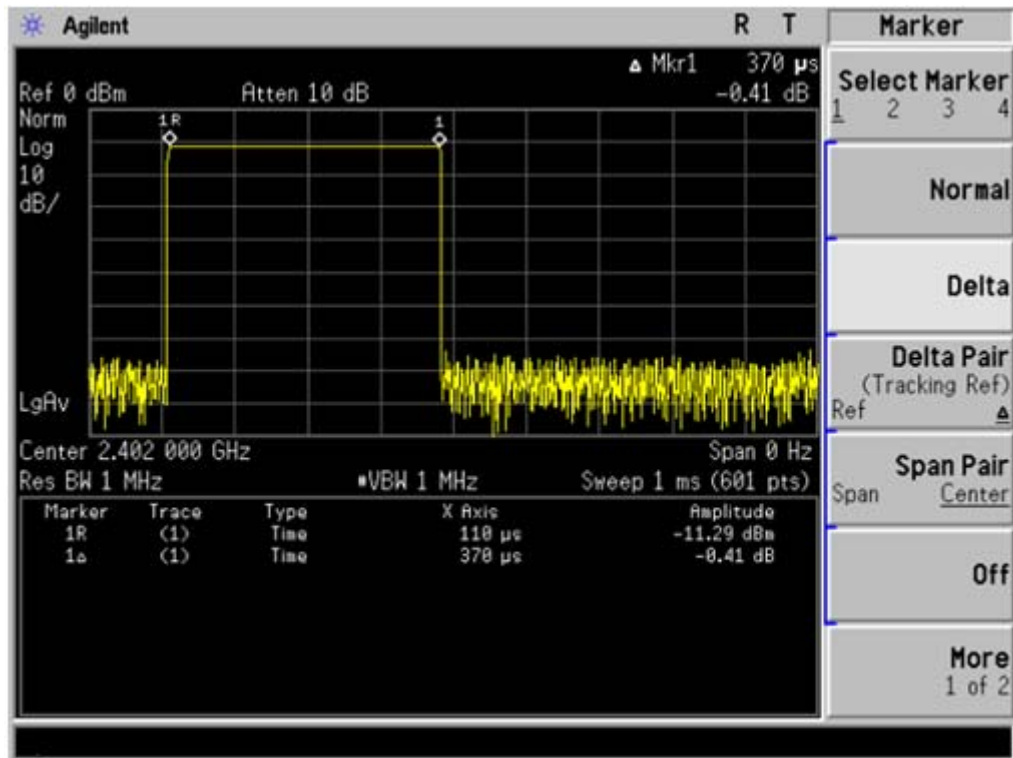 Agilent R T
Marker
Δ Mkr1 370 µs
Ref 0 dBm Atten 10 dB -0.41 dB
Norm
Log
10
dB/
1R
1
LgAv
Center 2.402 000 GHz Span 0 Hz
Res BW 1 MHz #VBW 1 MHz Sweep 1 ms (601 pts)
Marker Trace Type X Axis Amplitude
1R (1) Time 110 µs -11.29 dBm
1Δ (1) Time 370 µs -0.41 dB
Select Marker
1 2 3 4
Normal
Delta
Delta Pair
(Tracking Ref)
Ref Δ
Span Pair
Span Center
Off
More
1 of 2